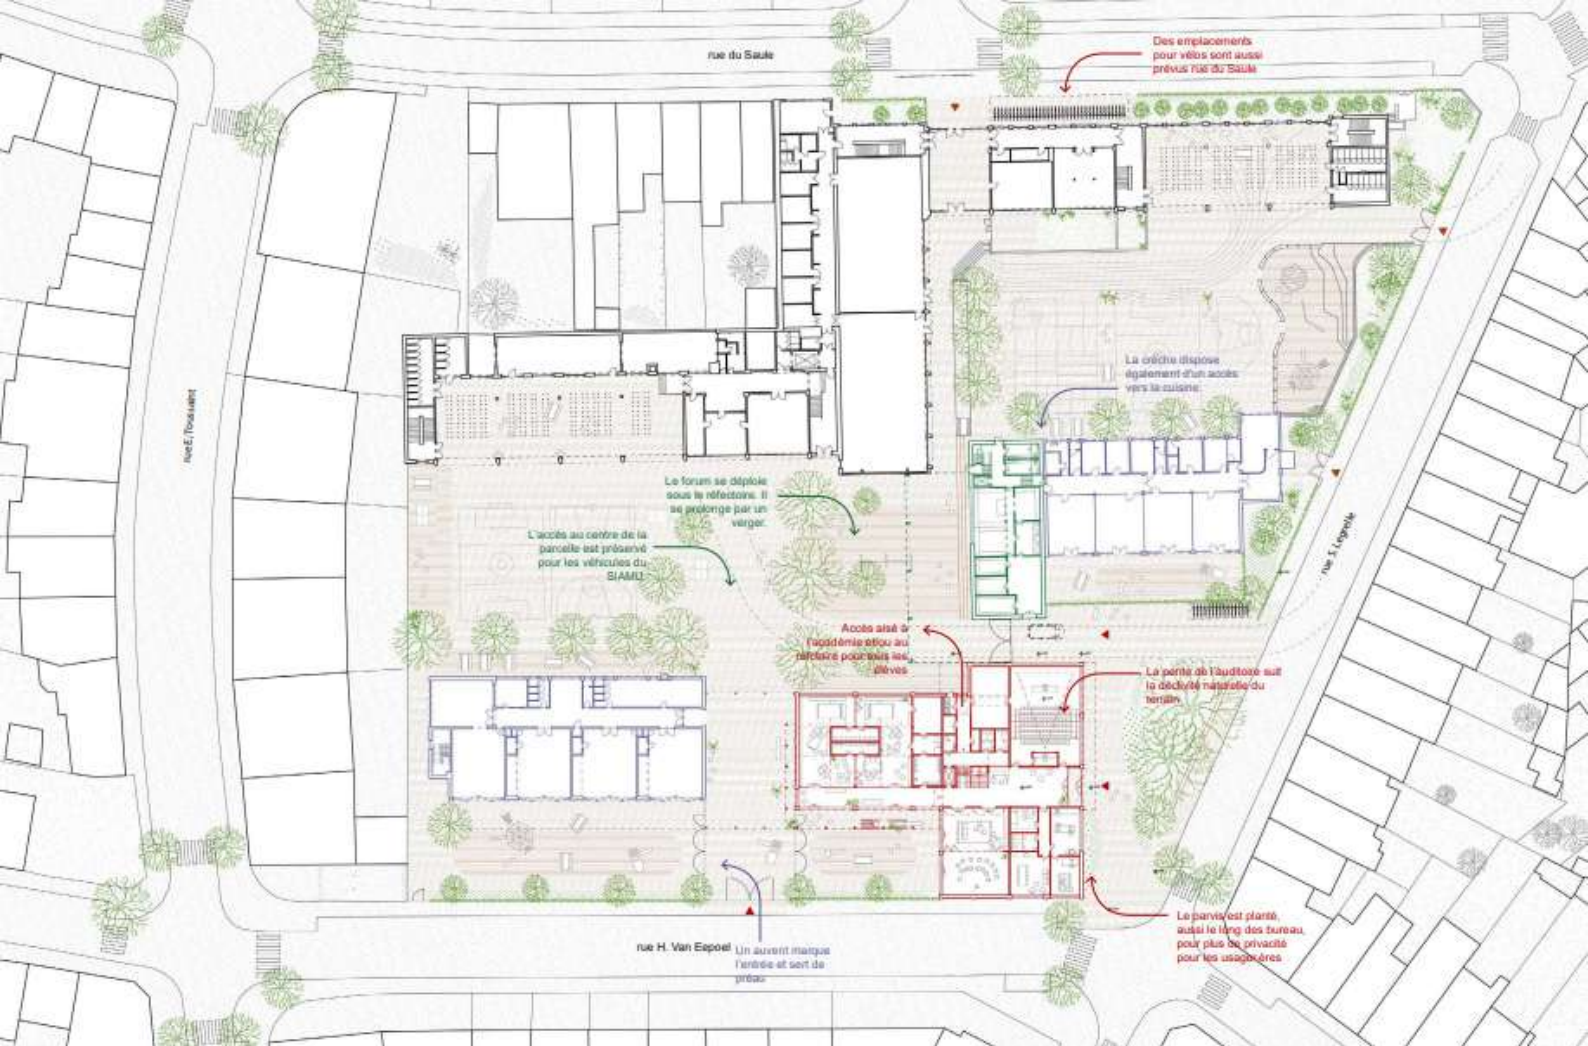 rue du Saule
Des emplacements
pour vélos sont aussi
prévus rue du Saule
La crèche dispose
également d'un accès
vers la cuisine.
rue E. Toussaint
Le forum se déploie
sous le réfectoire. Il
se prolonge par un
verger.
L'accès au centre de la
parcelle est préservé
pour les véhicules du
SIAMU.
rue S. Legrelle
Accès aisé à
l'académie et/ou au
réfectoire pour tous les
élèves
La pente de l'auditoire suit
la déclivité naturelle du
terrain.
Le parvis est planté,
aussi le long des bureau,
pour plus de privacité
pour les usager·ères
rue H. Van Eepoel
Un auvent marque
l'entrée et sert de
préau